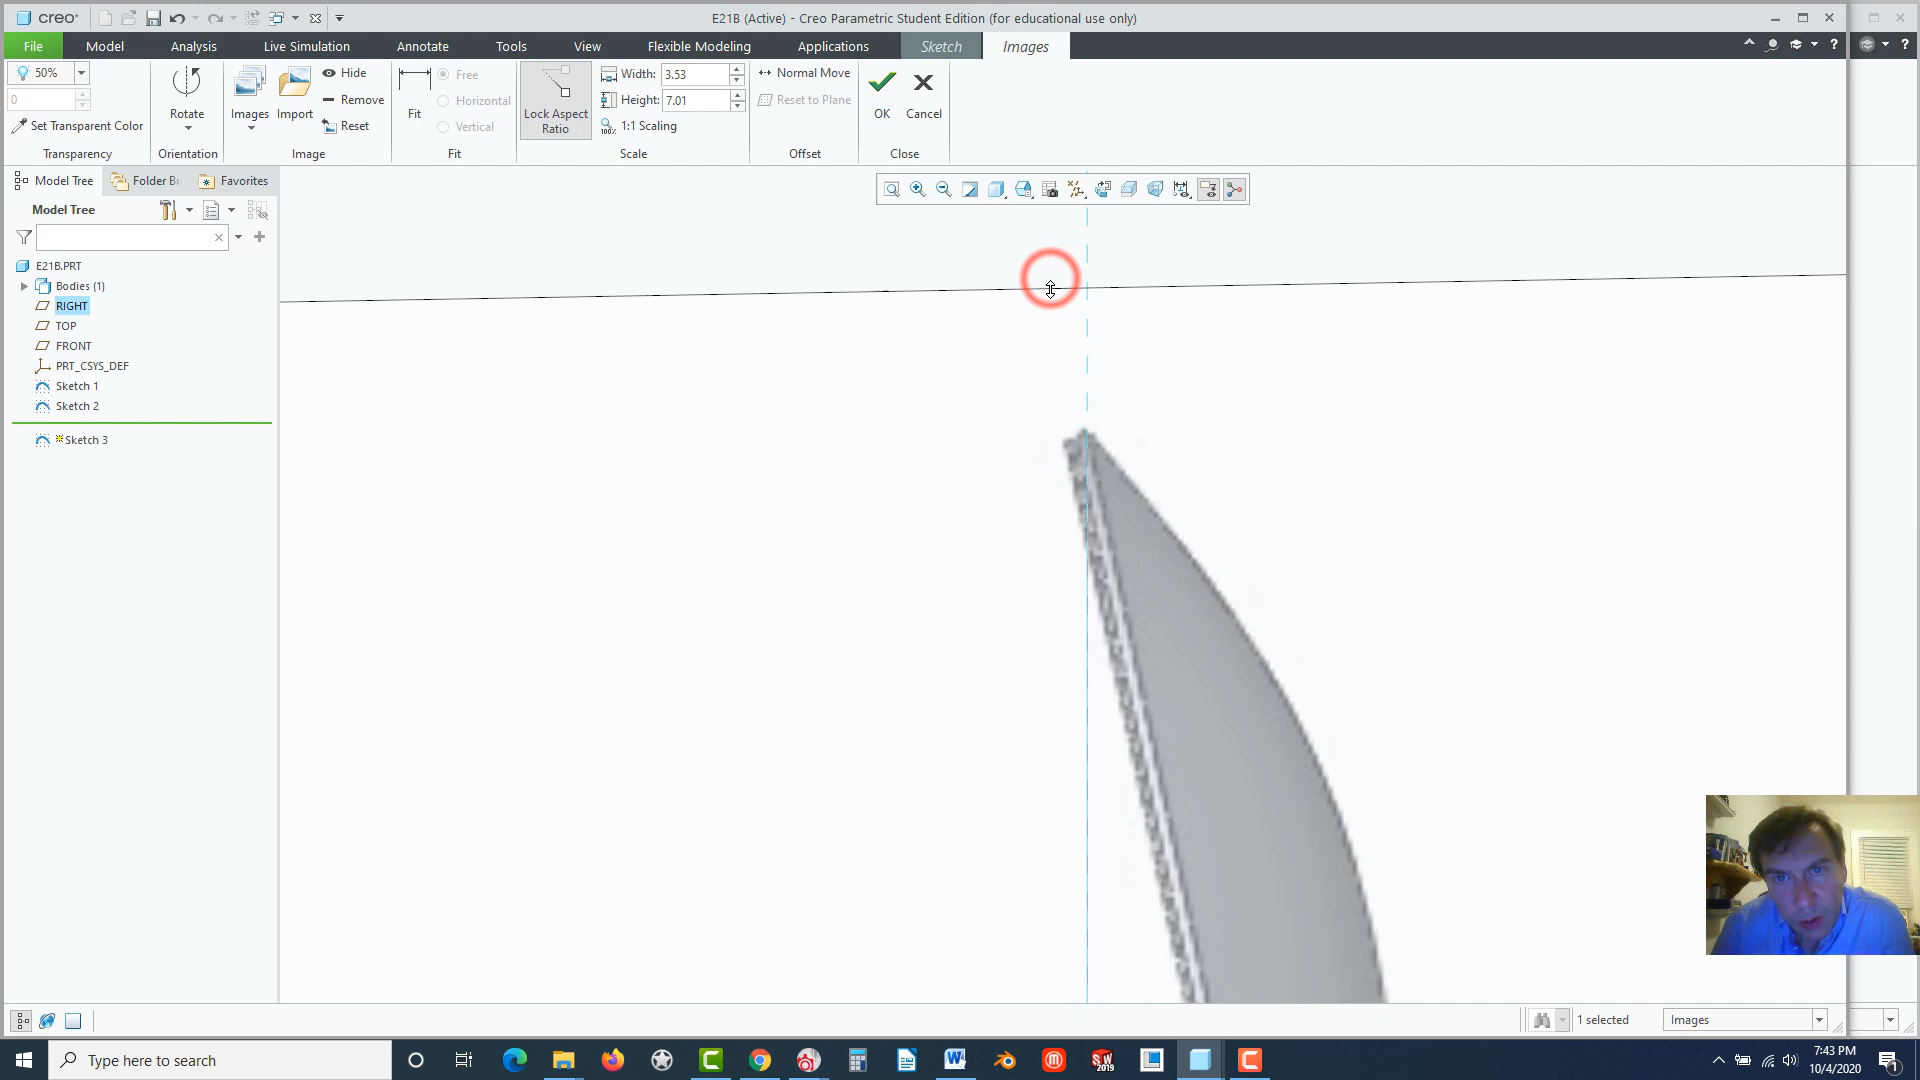 creo°
E21B (Active) - Creo Parametric Student Edition (for educational use only)
File
Model
Analysis
Live Simulation
Annotate
Tools
View
Flexible Modeling
Applications
Sketch
Images
50%
0
Set Transparent Color
Transparency
Rotate
Orientation
Images
Import
Hide
Remove
Reset
Image
Fit
Free
Horizontal
Vertical
Fit
Lock Aspect
Ratio
Width: 3.53
Height: 7.01
100%
1:1 Scaling
Scale
Normal Move
Reset to Plane
Offset
OK
Cancel
Close
Model Tree
Folder Br
Favorites
Model Tree
E21B.PRT
Bodies (1)
RIGHT
TOP
FRONT
PRT_CSYS_DEF
Sketch 1
Sketch 2
Sketch 3
1 selected
Images
Type here to search
SW
2019
7:43 PM
10/4/2020
1